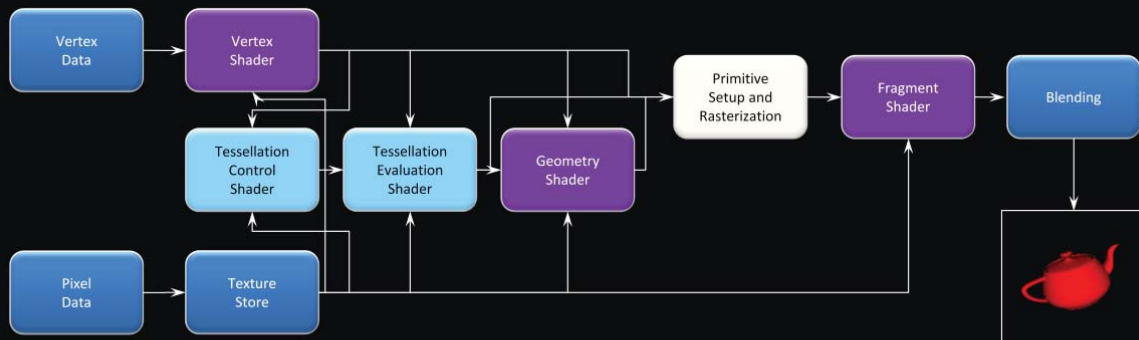 Vertex
Data
Vertex
Shader
Primitive
Setup and
Rasterization
Fragment
Shader
Blending
Tessellation
Control
Shader
Tessellation
Evaluation
Shader
Geometry
Shader
Pixel
Data
Texture
Store